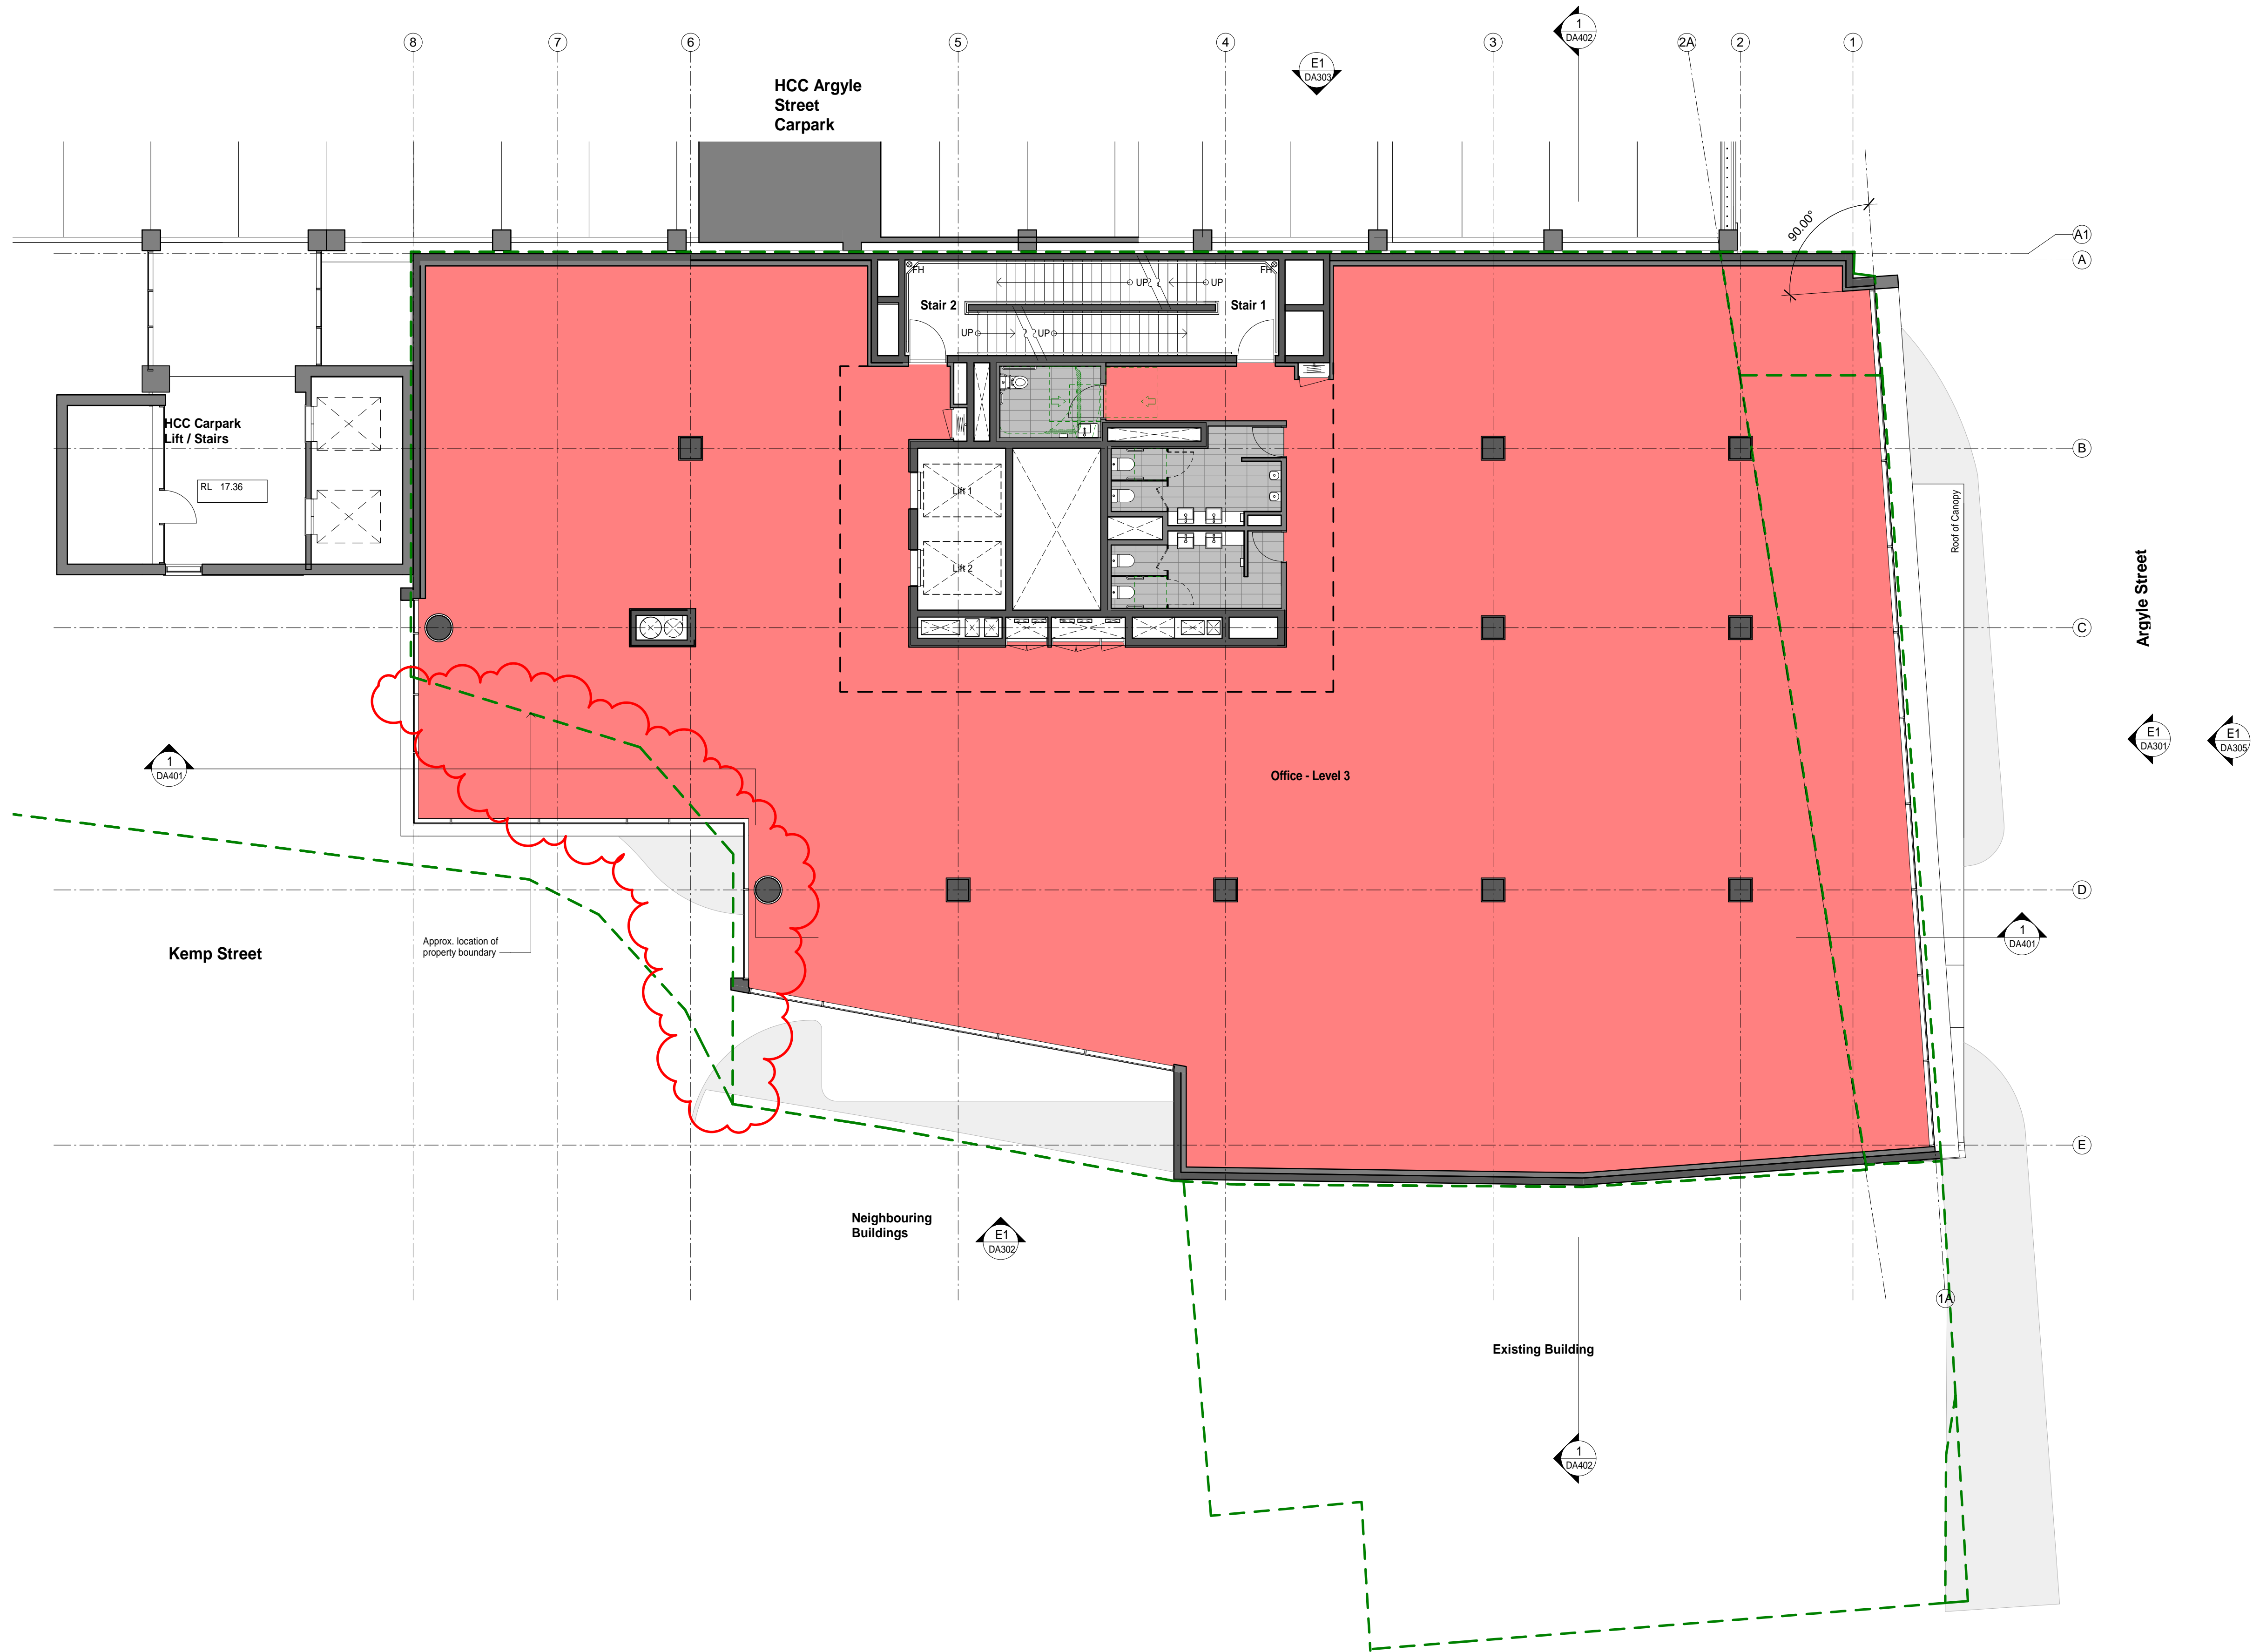 1
DA402
8
7
6
5
4
3
2A
2
1
E1
DA303
HCC Argyle
Street
Carpark
90.00°
A1
A
FH
FH
UP
UP
Stair 2
Stair 1
UP
UP
HCC Carpark
Lift / Stairs
B
RL 17.36
Lift 1
Roof of Canopy
Lift 2
Argyle Street
C
E1
DA301
E1
DA305
1
DA401
Office - Level 3
D
Approx. location of
property boundary
Kemp Street
1
DA401
E
Neighbouring
Buildings
E1
DA302
1A
Existing Building
1
DA402